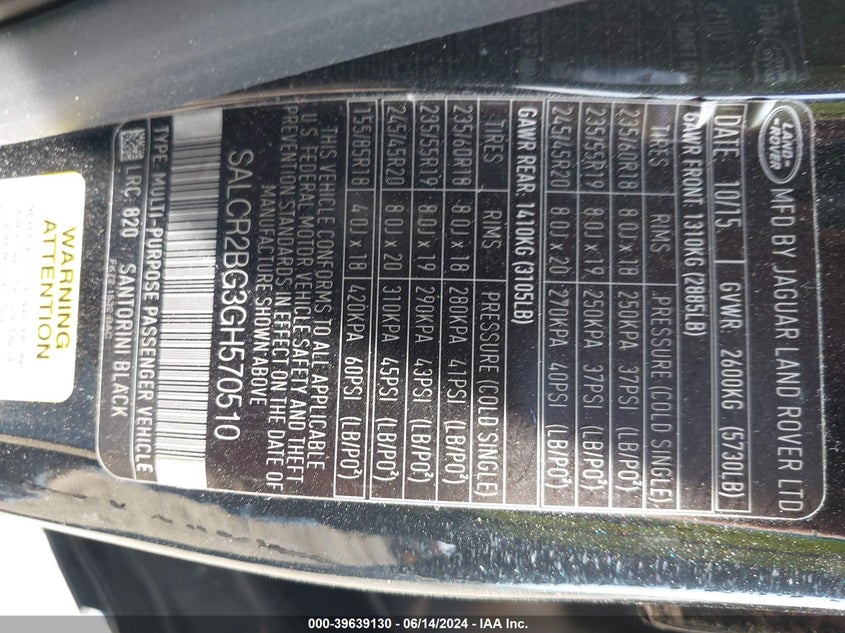 LAND-
ROVER
MFD BY JAGUAR LAND ROVER LTD
DATE: 10/15 GVWR 2600KG (5730LB)
GAWR FRONT 1310KG (2885LB)
TIRES RIMS PRESSURE (COLD SINGLE)
235/60R18 8.0J x 18 250KPA 37PSI (LB/PO²)
235/55R19 8.0J x 19 250KPA 37PSI (LB/PO²)
245/45R20 8.0J x 20 270KPA 40PSI (LB/PO²)
GAWR REAR 1410KG (3105LB)
TIRES RIMS PRESSURE (COLD SINGLE)
235/60R18 8.0J x 18 280KPA 41PSI (LB/PO²)
235/55R19 8.0J x 19 290KPA 43PSI (LB/PO²)
245/45R20 8.0J x 20 310KPA 45PSI (LB/PO²)
155/85R18 4.0J x 18 420KPA 60PSI (LB/PO²)
THIS VEHICLE CONFORMS TO ALL APPLICABLE
U.S. FEDERAL MOTOR VEHICLE SAFETY AND THEFT
PREVENTION STANDARDS IN EFFECT ON THE DATE OF
MANUFACTURE SHOWN ABOVE
SALCR2BG3GH570510
TYPE: MULTI-PURPOSE PASSENGER VEHICLE
LRC 820 SANTORINI BLACK
WARNING
ATTENTION
000-39639130 - 06/14/2024 - IAA Inc.